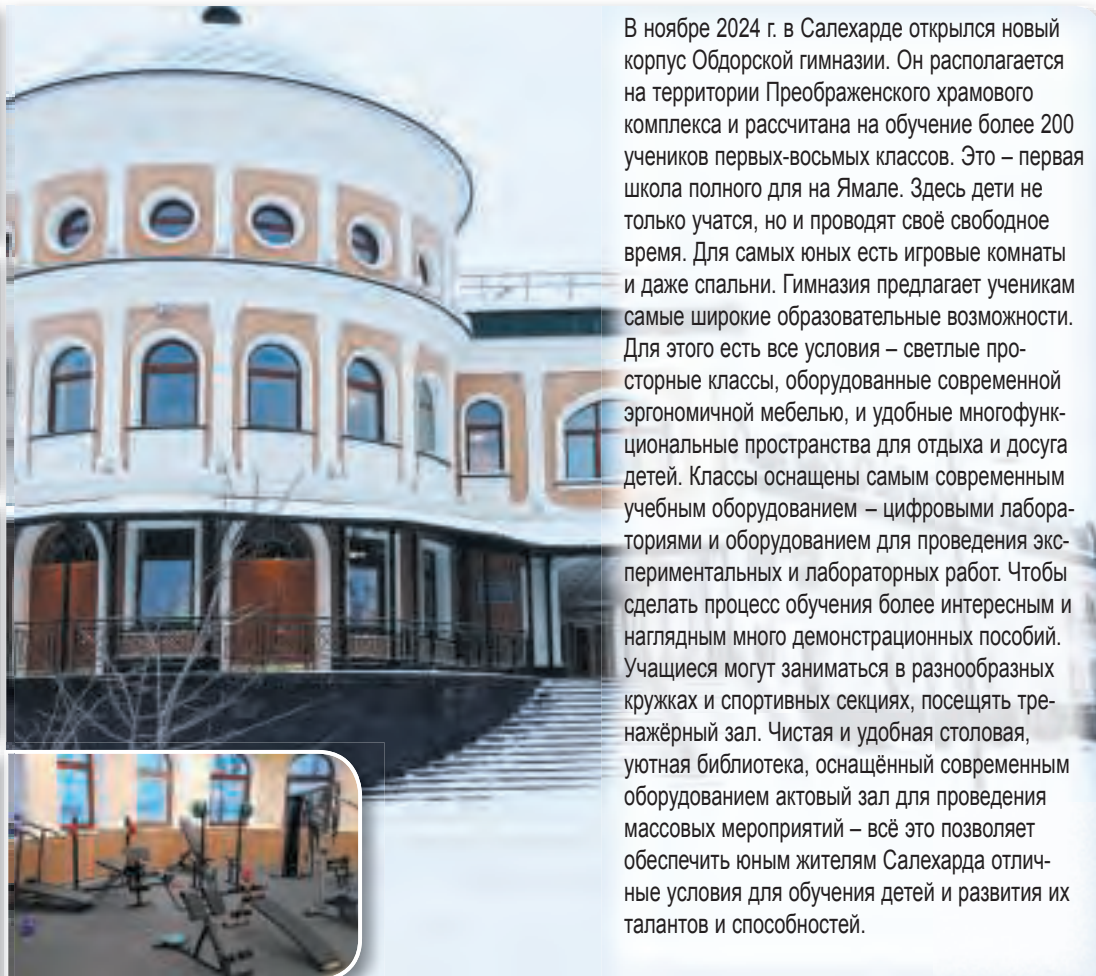 В ноябре 2024 г. в Салехарде открылся новый
корпус Обдорской гимназии. Он располагается
на территории Преображенского храмового
комплекса и рассчитана на обучение более 200
учеников первых-восьмых классов. Это – первая
школа полного для на Ямале. Здесь дети не
только учатся, но и проводят своё свободное
время. Для самых юных есть игровые комнаты
и даже спальни. Гимназия предлагает ученикам
самые широкие образовательные возможности.
Для этого есть все условия – светлые про-
сторные классы, оборудованные современной
эргономичной мебелью, и удобные многофунк-
циональные пространства для отдыха и досуга
детей. Классы оснащены самым современным
учебным оборудованием – цифровыми лабора-
ториями и оборудованием для проведения экс-
периментальных и лабораторных работ. Чтобы
сделать процесс обучения более интересным и
наглядным много демонстрационных пособий.
Учащиеся могут заниматься в разнообразных
кружках и спортивных секциях, посещять тре-
нажёрный зал. Чистая и удобная столовая,
уютная библиотека, оснащённый современным
оборудованием актовый зал для проведения
массовых мероприятий – всё это позволяет
обеспечить юным жителям Салехарда отлич-
ные условия для обучения детей и развития их
талантов и способностей.